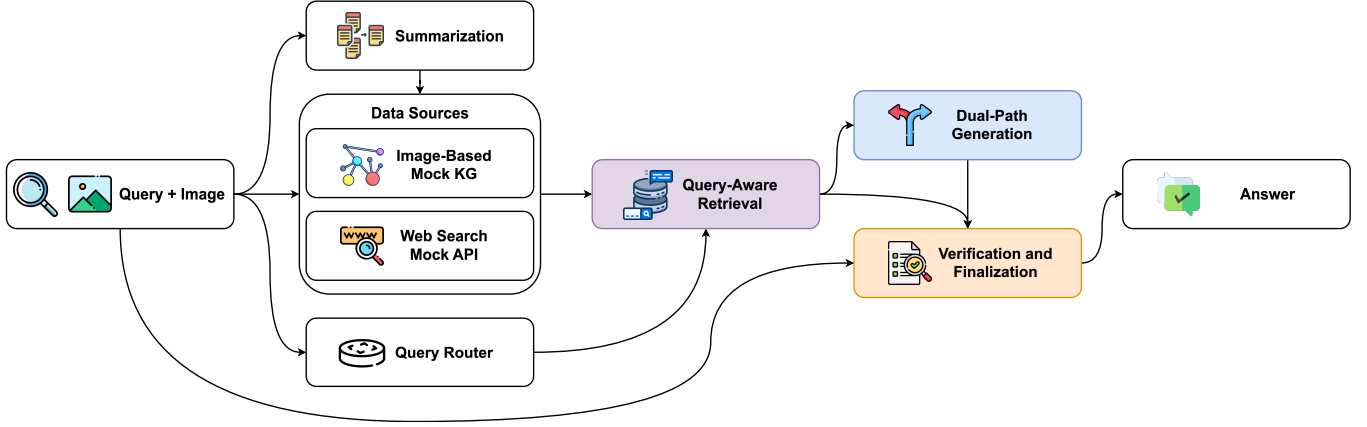 Summarization
Data Sources
Image-Based
Mock KG
Query + Image
Web Search
Mock API
WWW
Query Router
Query-Aware
Retrieval
Dual-Path
Generation
Verification and
Finalization
Answer